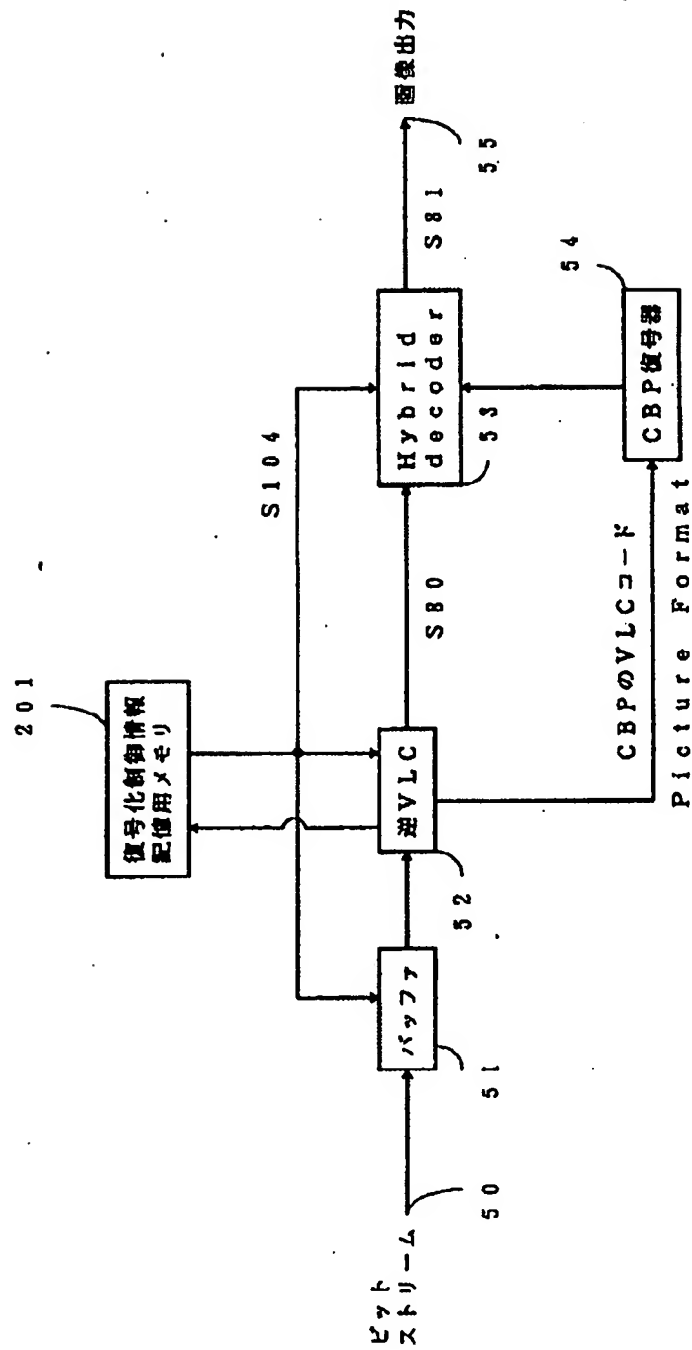 201
復号化制御情報
記憶用メモリ
S104
ビット
ストリーム
50
バッファ
51
逆VLC
52
S80
Hybrid
decoder
53
S81
画像出力
55
CBPのVLCコード
Picture Format
CBP復号器
54